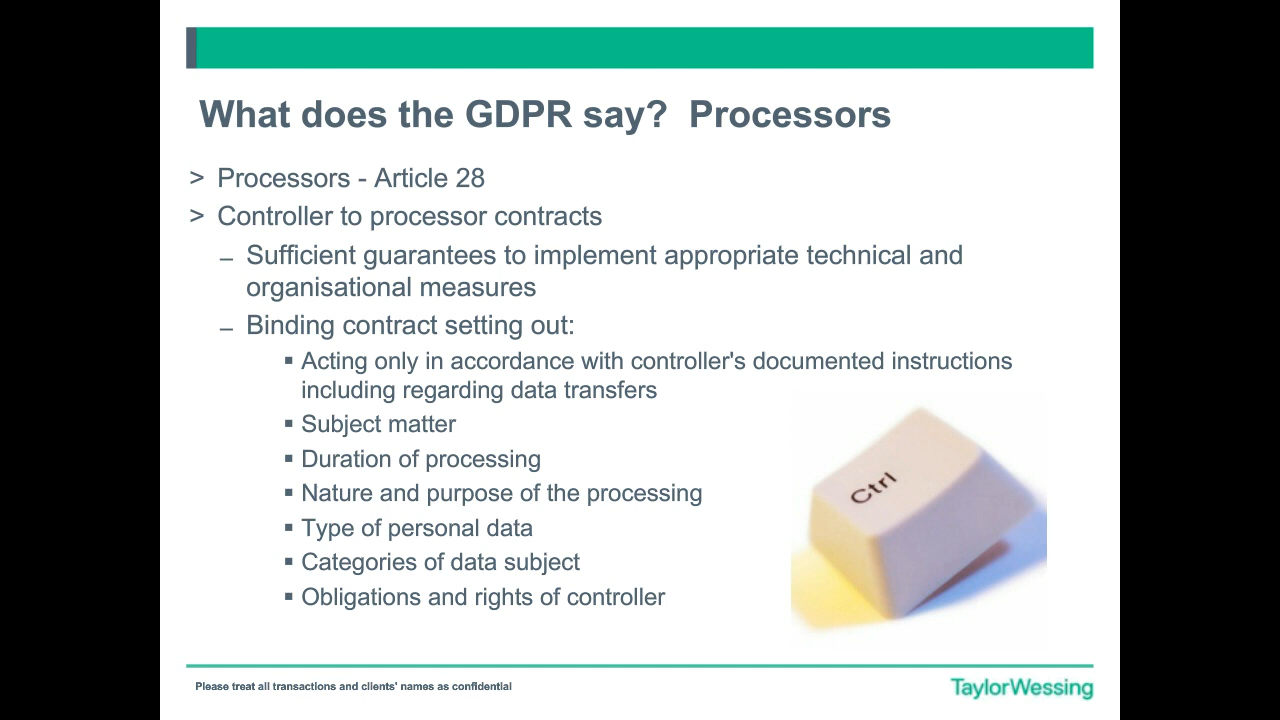 What does the GDPR say?  Processors
> Processors - Article 28
> Controller to processor contracts
– Sufficient guarantees to implement appropriate technical and
organisational measures
– Binding contract setting out:
▪ Acting only in accordance with controller's documented instructions
including regarding data transfers
▪ Subject matter
▪ Duration of processing
▪ Nature and purpose of the processing
▪ Type of personal data
▪ Categories of data subject
▪ Obligations and rights of controller
Ctrl
Please treat all transactions and clients' names as confidential
TaylorWessing